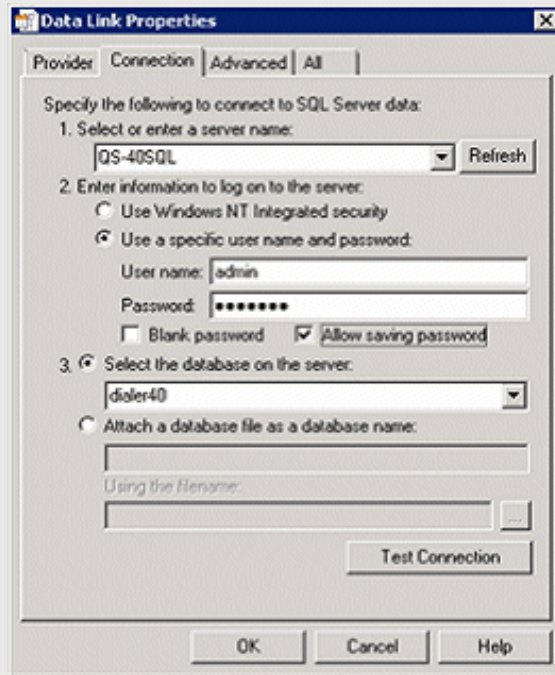 Data Link Properties
Provider Connection Advanced All
Specify the following to connect to SQL Server data:
1. Select or enter a server name:
QS-40SQL Refresh
2. Enter information to log on to the server:
Use Windows NT Integrated security
Use a specific user name and password:
User name: admin
Password: •••••••
Blank password Allow saving password
3. Select the database on the server:
dialer40
Attach a database file as a database name:
Using the filename:
...
Test Connection
OK Cancel Help